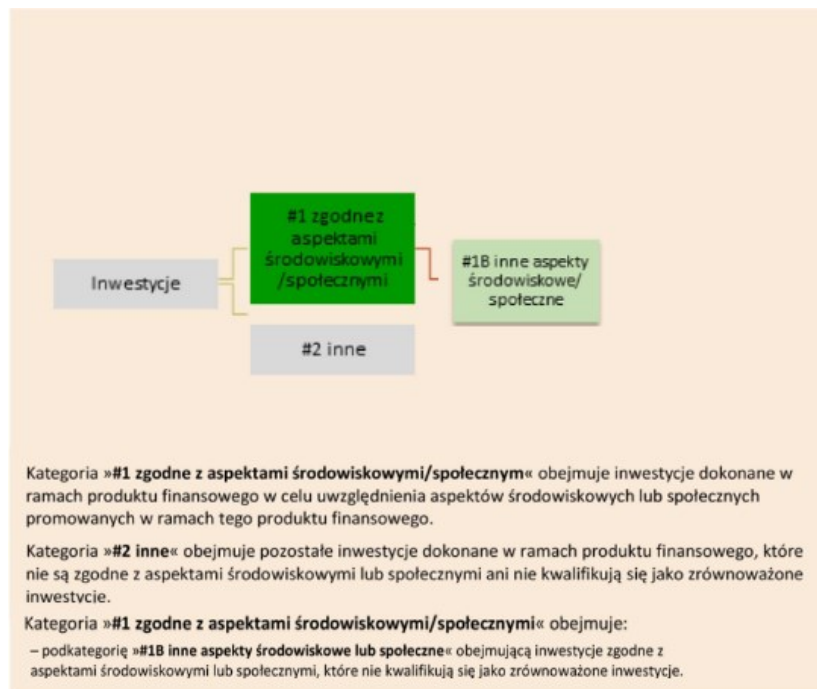 #1 zgodnez
aspektami
środowiskowymi
/społecznymi
Inwestycje
#1B inne aspekty
środowiskowe/
społeczne
#2 inne
Kategoria »#1 zgodne z aspektami środowiskowymi/społecznym« obejmuje inwestycje dokonane w
ramach produktu finansowego w celu uwzględnienia aspektów środowiskowych lub społecznych
promowanych w ramach tego produktu finansowego.
Kategoria »#2 inne« obejmuje pozostałe inwestycje dokonane w ramach produktu finansowego, które
nie są zgodne z aspektami środowiskowymi lub społecznymi ani nie kwalifikują się jako zrównoważone
inwestycje.
Kategoria »#1 zgodne z aspektami środowiskowymi/społecznymi« obejmuje:
– podkategorię »#1B inne aspekty środowiskowe lub społeczne« obejmującą inwestycje zgodne z
aspektami środowiskowymi lub społecznymi, które nie kwalifikują się jako zrównoważone inwestycje.